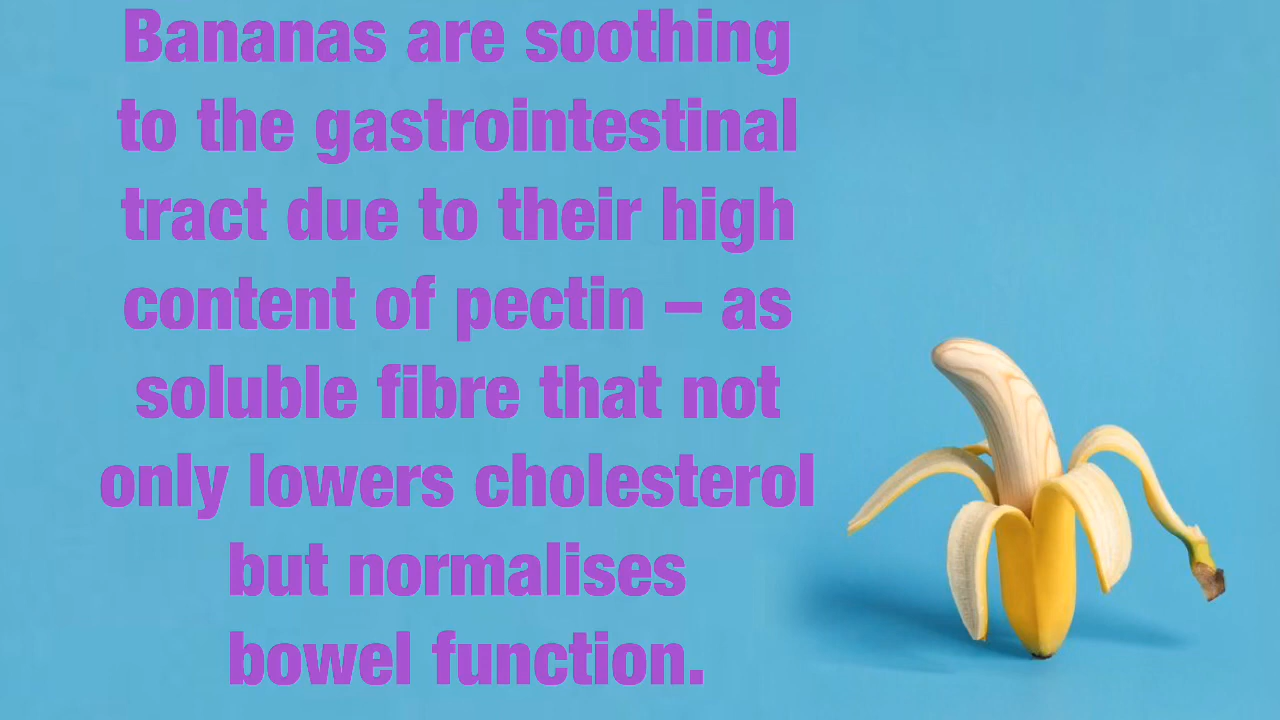 Bananas are soothing
to the gastrointestinal
tract due to their high
content of pectin – as
soluble fibre that not
only lowers cholesterol
but normalises
bowel function.